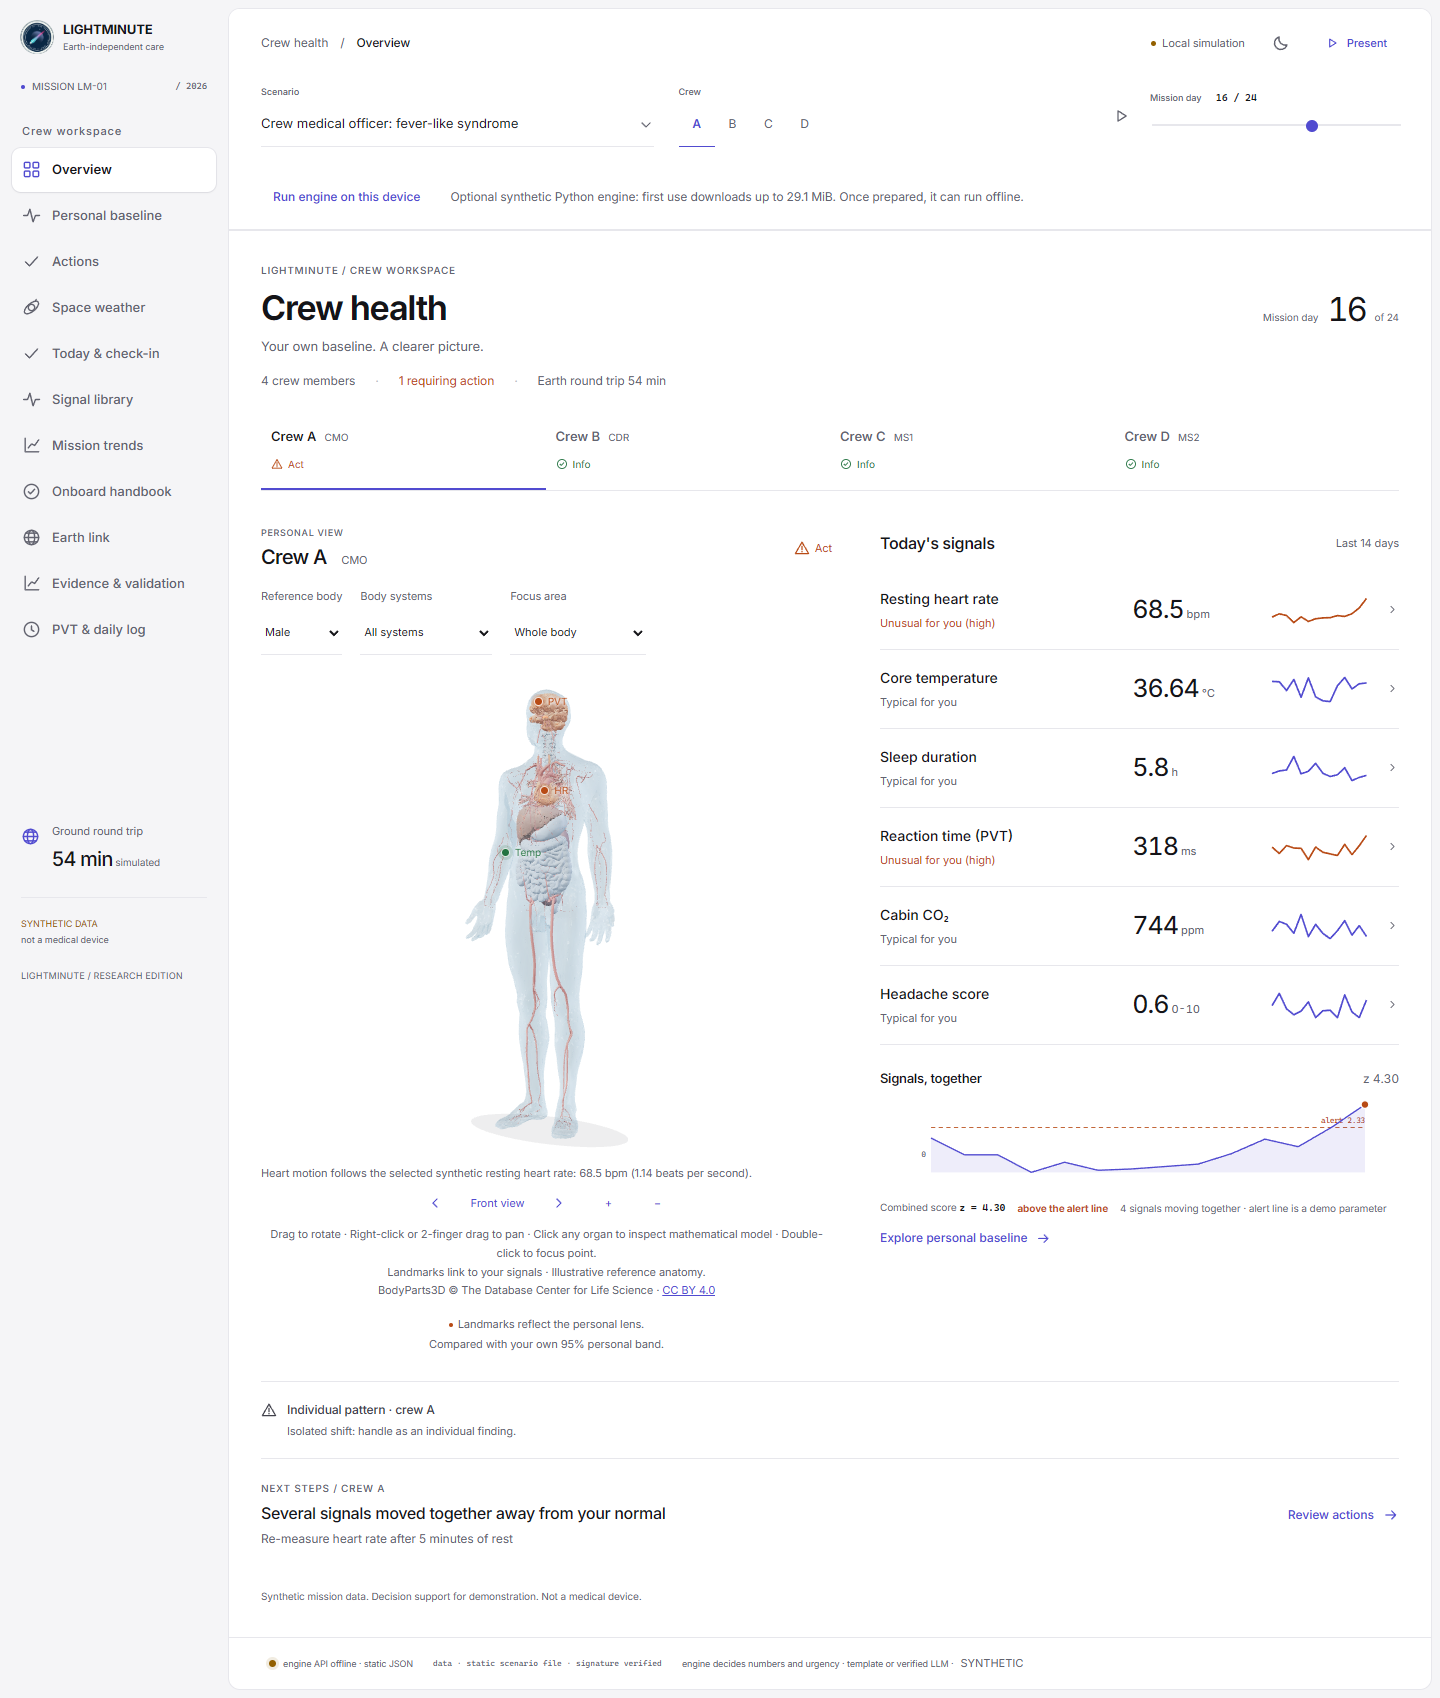 LIGHTMINUTE
Earth-independent care
MISSION LM-01 / 2026
Crew workspace
Overview
Personal baseline
Actions
Space weather
Today & check-in
Signal library
Mission trends
Onboard handbook
Earth link
Evidence & validation
PVT & daily log
Ground round trip
54 min simulated
SYNTHETIC DATA
not a medical device
LIGHTMINUTE / RESEARCH EDITION
Crew health / Overview
Local simulation
Present
Scenario
Crew medical officer: fever-like syndrome
Crew
A B C D
Mission day 16 / 24
Run engine on this device
Optional synthetic Python engine: first use downloads up to 29.1 MiB. Once prepared, it can run offline.
LIGHTMINUTE / CREW WORKSPACE
Crew health
Your own baseline. A clearer picture.
4 crew members · 1 requiring action · Earth round trip 54 min
Mission day 16 of 24
Crew A CMO
Act
Crew B CDR
Info
Crew C MS1
Info
Crew D MS2
Info
PERSONAL VIEW
Crew A CMO
Act
Reference body
Male
Body systems
All systems
Focus area
Whole body
PVT
HR
Temp
Heart motion follows the selected synthetic resting heart rate: 68.5 bpm (1.14 beats per second).
Front view + −
Drag to rotate · Right-click or 2-finger drag to pan · Click any organ to inspect mathematical model · Double-
click to focus point.
Landmarks link to your signals · Illustrative reference anatomy.
BodyParts3D © The Database Center for Life Science · CC BY 4.0
Landmarks reflect the personal lens.
Compared with your own 95% personal band.
Today's signals
Last 14 days
Resting heart rate
Unusual for you (high)
68.5 bpm
Core temperature
Typical for you
36.64 °C
Sleep duration
Typical for you
5.8 h
Reaction time (PVT)
Unusual for you (high)
318 ms
Cabin CO₂
Typical for you
744 ppm
Headache score
Typical for you
0.6 0-10
Signals, together
z 4.30
alert 2.33
0
Combined score z = 4.30 above the alert line 4 signals moving together · alert line is a demo parameter
Explore personal baseline
Individual pattern · crew A
Isolated shift: handle as an individual finding.
NEXT STEPS / CREW A
Several signals moved together away from your normal
Re-measure heart rate after 5 minutes of rest
Review actions
Synthetic mission data. Decision support for demonstration. Not a medical device.
engine API offline · static JSON
data · static scenario file · signature verified
engine decides numbers and urgency · template or verified LLM · SYNTHETIC